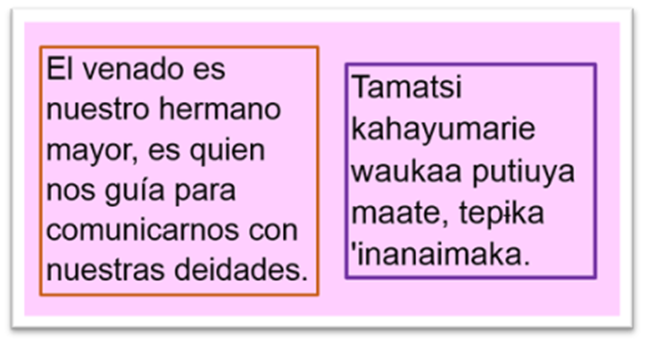 El venado es
nuestro hermano
mayor, es quien
nos guía para
comunicarnos con
nuestras deidades.
Tamatsi
kahayumarie
waukaa putiuya
maate, tepɨka
'inanaimaka.